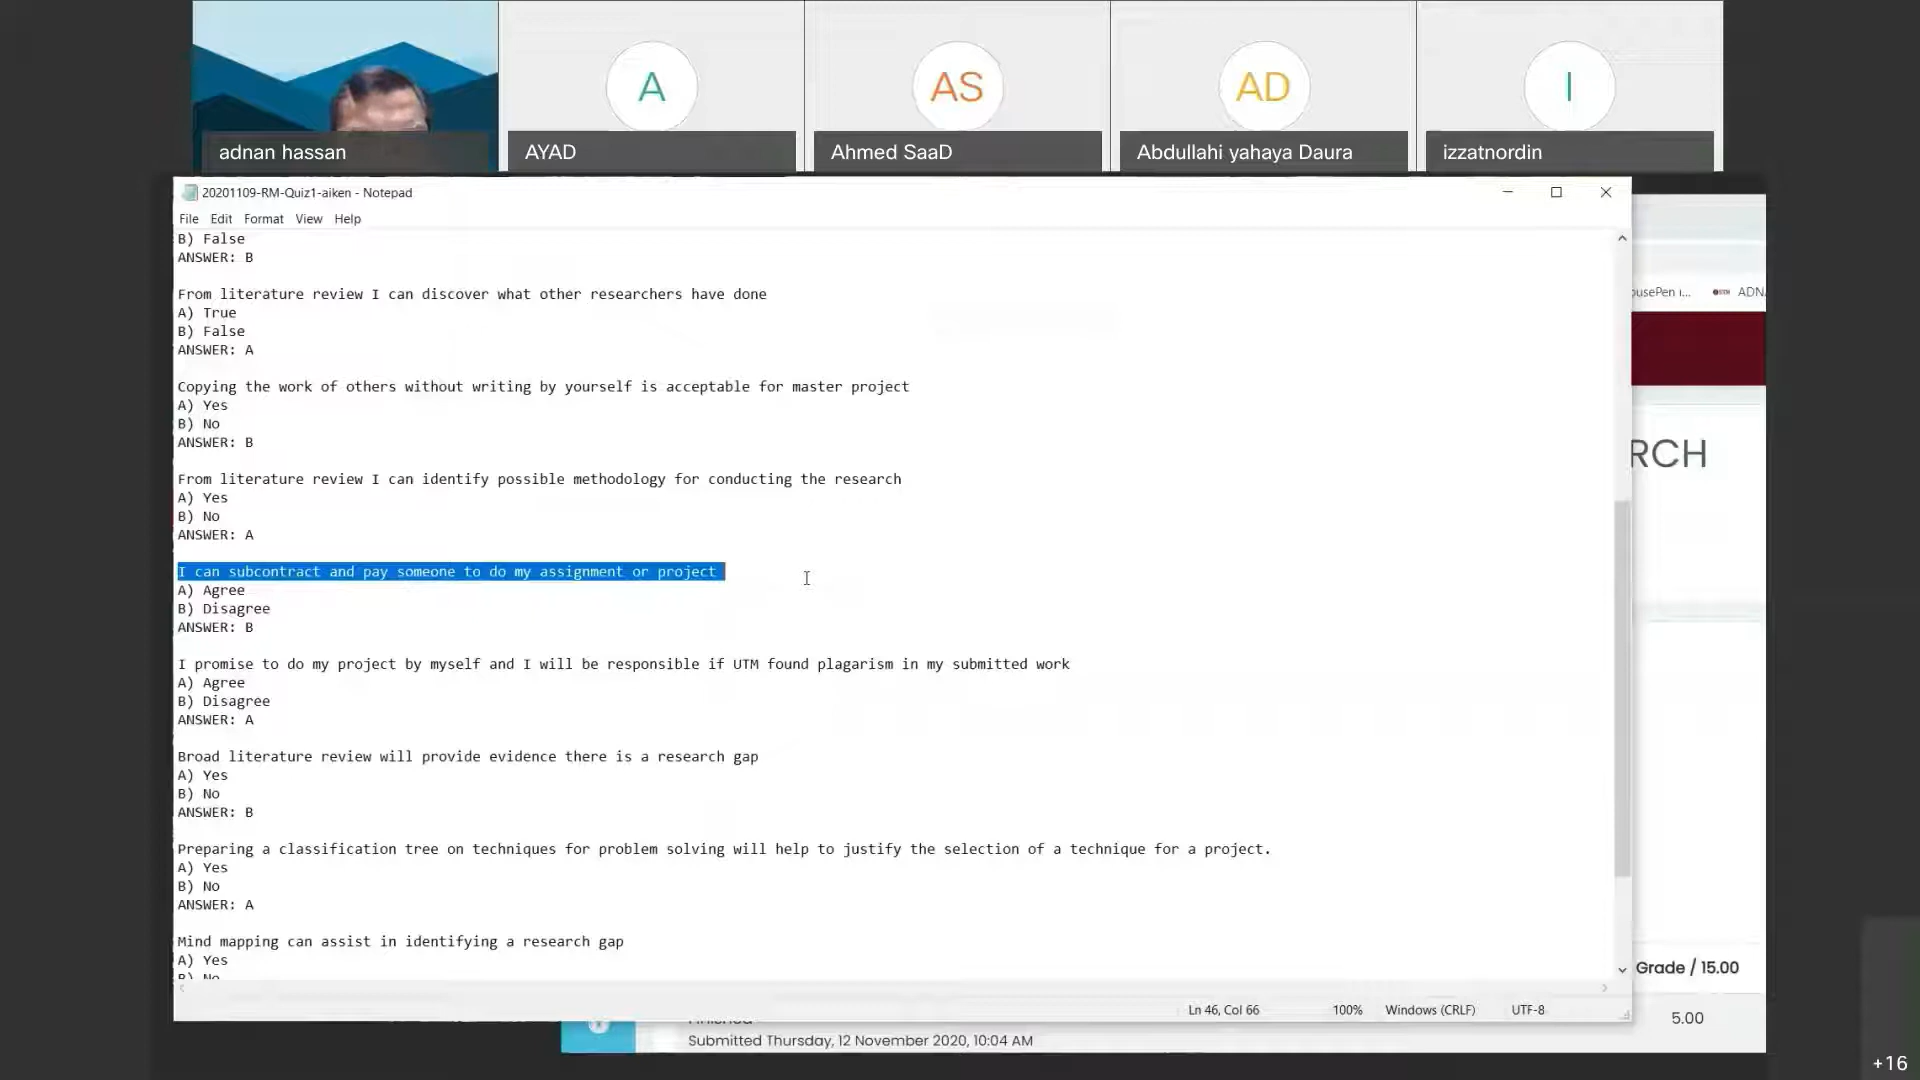 A
AS
AD
I
adnan hassan
AYAD
Ahmed SaaD
Abdullahi yahaya Daura
izzatnordin
20201109-RM-Quiz1-aiken - Notepad
File Edit Format View Help
B) False
ANSWER: B
From literature review I can discover what other researchers have done
A) True
B) False
ANSWER: A
Copying the work of others without writing by yourself is acceptable for master project
A) Yes
B) No
ANSWER: B
From literature review I can identify possible methodology for conducting the research
A) Yes
B) No
ANSWER: A
I can subcontract and pay someone to do my assignment or project
A) Agree
B) Disagree
ANSWER: B
I promise to do my project by myself and I will be responsible if UTM found plagarism in my submitted work
A) Agree
B) Disagree
ANSWER: A
Broad literature review will provide evidence there is a research gap
A) Yes
B) No
ANSWER: B
Preparing a classification tree on techniques for problem solving will help to justify the selection of a technique for a project.
A) Yes
B) No
ANSWER: A
Mind mapping can assist in identifying a research gap
A) Yes
B) No
Ln 46, Col 66 100% Windows (CRLF) UTF-8
ousePen i... ADNA
RCH
Grade / 15.00
5.00
Finished
Submitted Thursday, 12 November 2020, 10:04 AM
+16